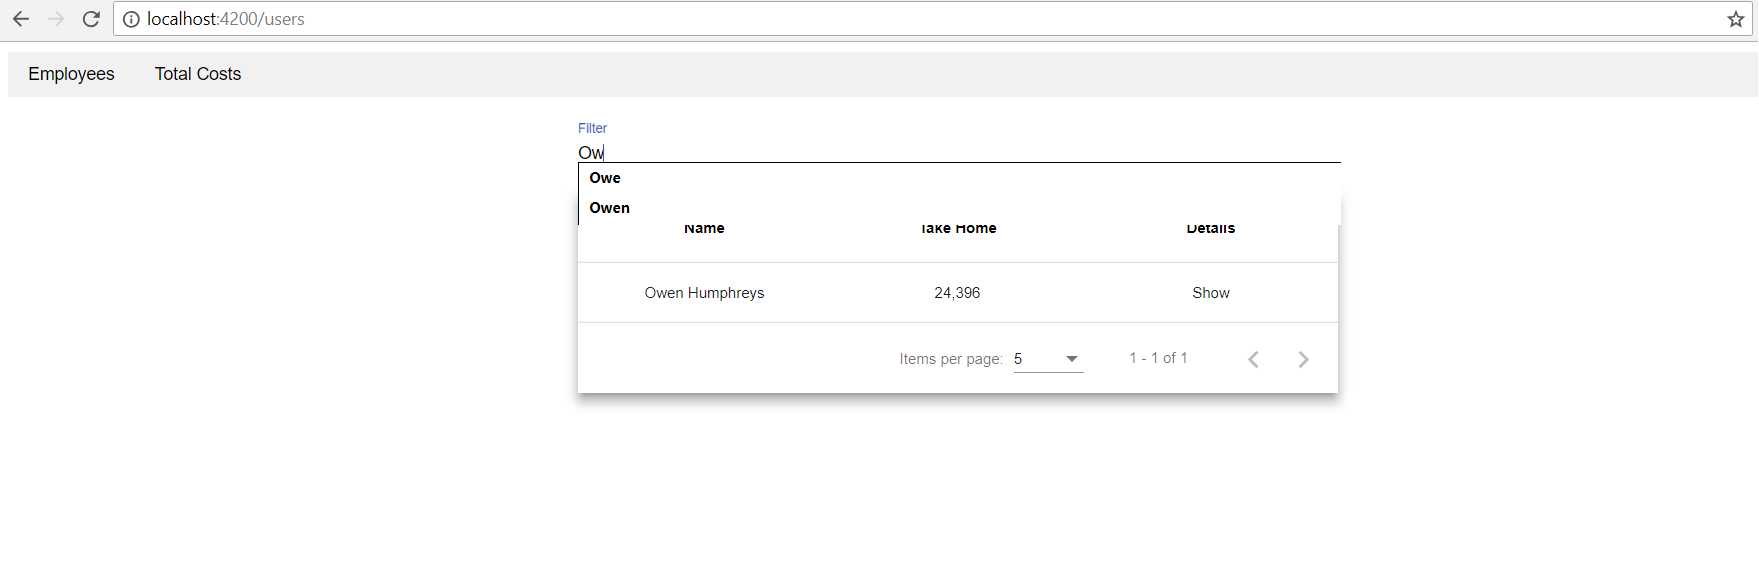 localhost:4200/users
Employees Total Costs
Filter
Ow
Owe
Owen
Name Take Home Details
Owen Humphreys 24,396 Show
Items per page: 5 1 - 1 of 1